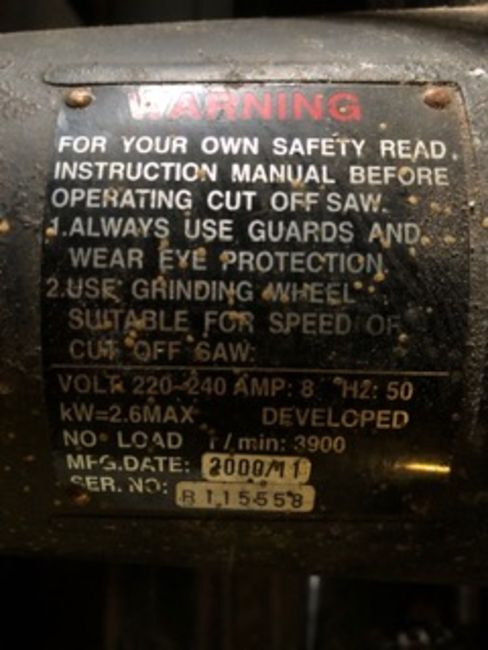 WARNING
FOR YOUR OWN SAFETY READ
INSTRUCTION MANUAL BEFORE
OPERATING CUT OFF SAW.
1.ALWAYS USE GUARDS AND
WEAR EYE PROTECTION
2.USE GRINDING WHEEL
SUITABLE FOR SPEED OF
CUT OFF SAW.
VOLT: 220~240 AMP: 8 HZ: 50
kW=2.6MAX DEVELOPED
NO LOAD r/min: 3900
MFG.DATE: 2000/11
SER. NO: R115558